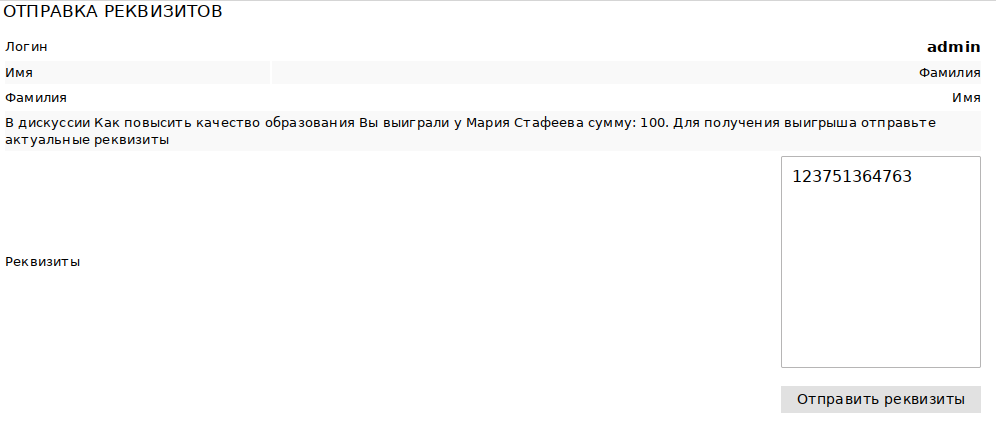 ОТПРАВКА РЕКВИЗИТОВ
Логин admin
Имя Фамилия
Фамилия Имя
В дискуссии Как повысить качество образования Вы выиграли у Мария Стафеева сумму: 100. Для получения выигрыша отправьте
актуальные реквизиты
123751364763
Реквизиты
Отправить реквизиты